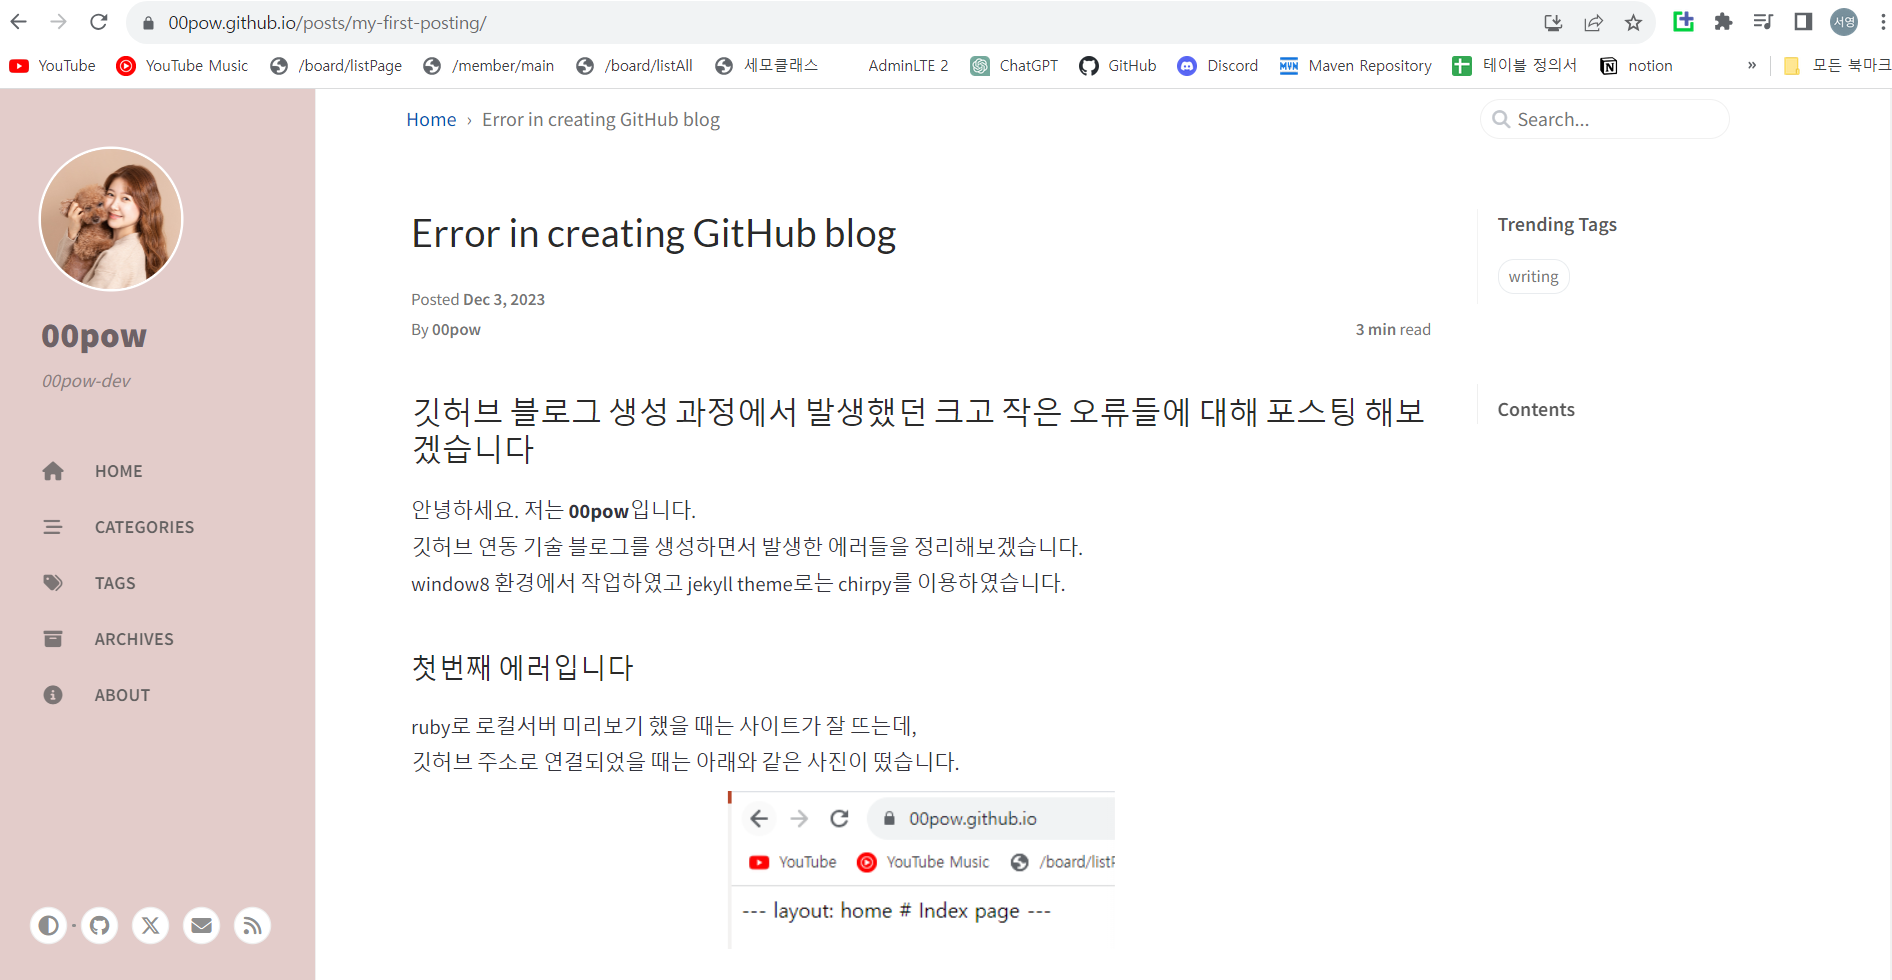 00pow.github.io/posts/my-first-posting/
서영
YouTube YouTube Music /board/listPage /member/main /board/listAll 세모클래스 AdminLTE 2 ChatGPT GitHub Discord Maven Repository 테이블 정의서 notion » 모든 북마크
Home › Error in creating GitHub blog
Search...
00pow
00pow-dev
HOME
CATEGORIES
TAGS
ARCHIVES
ABOUT
Error in creating GitHub blog
Posted Dec 3, 2023
By 00pow
3 min read
깃허브 블로그 생성 과정에서 발생했던 크고 작은 오류들에 대해 포스팅 해보
겠습니다
안녕하세요. 저는 00pow입니다.
깃허브 연동 기술 블로그를 생성하면서 발생한 에러들을 정리해보겠습니다.
window8 환경에서 작업하였고 jekyll theme로는 chirpy를 이용하였습니다.
첫번째 에러입니다
ruby로 로컬서버 미리보기 했을 때는 사이트가 잘 뜨는데,
깃허브 주소로 연결되었을 때는 아래와 같은 사진이 떴습니다.
00pow.github.io
YouTube YouTube Music /board/listP
--- layout: home # Index page ---
Trending Tags
writing
Contents